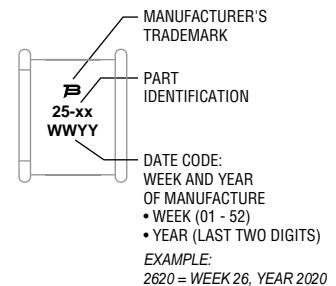 MANUFACTURER'S
TRADEMARK
PART
IDENTIFICATION
25-xx
WWYY
DATE CODE:
WEEK AND YEAR
OF MANUFACTURE
• WEEK (01 - 52)
• YEAR (LAST TWO DIGITS)
EXAMPLE:
2620 = WEEK 26, YEAR 2020